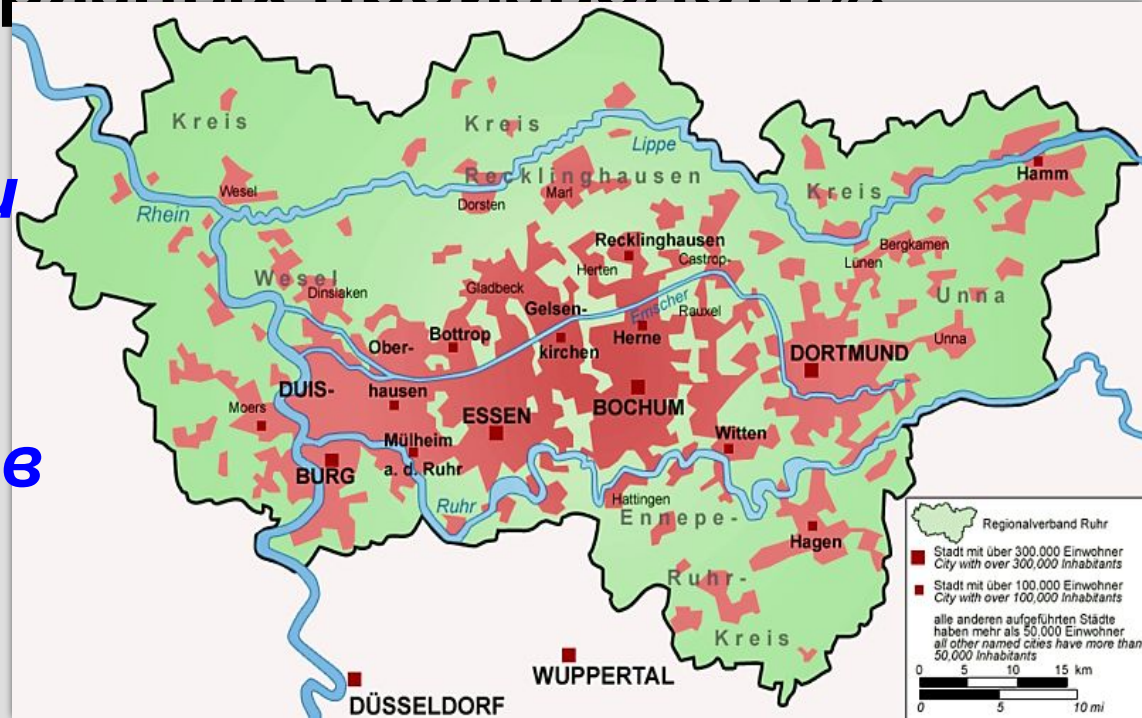 и
в
Kreis
Kreis
Recklinghausen
Lippe
Kreis
Hamm
Wesel
Rhein
Dorsten
Marl
Recklinghausen
Castrop-
Herten
Bergkamen
Lünen
Wesel
Dinslaken
Gladbeck
Gelsen-
Emscher
Rauxel
Unna
Ober-
Bottrop
kirchen
Herne
Unna
DUIS-
hausen
DORTMUND
Moers
ESSEN
BOCHUM
Mülheim
a. d. Ruhr
Witten
BURG
Ruhr
Hattingen
Ennepe-
Hagen
Ruhr-
Kreis
WUPPERTAL
DÜSSELDORF
Regionalverband Ruhr
Stadt mit über 300.000 Einwohner
City with over 300,000 Inhabitants
Stadt mit über 100.000 Einwohner
City with over 100,000 Inhabitants
alle anderen aufgeführten Städte
haben mehr als 50.000 Einwohner
all other named cities have more than
50,000 Inhabitants
0 5 10 15 km
0 5 10 mi